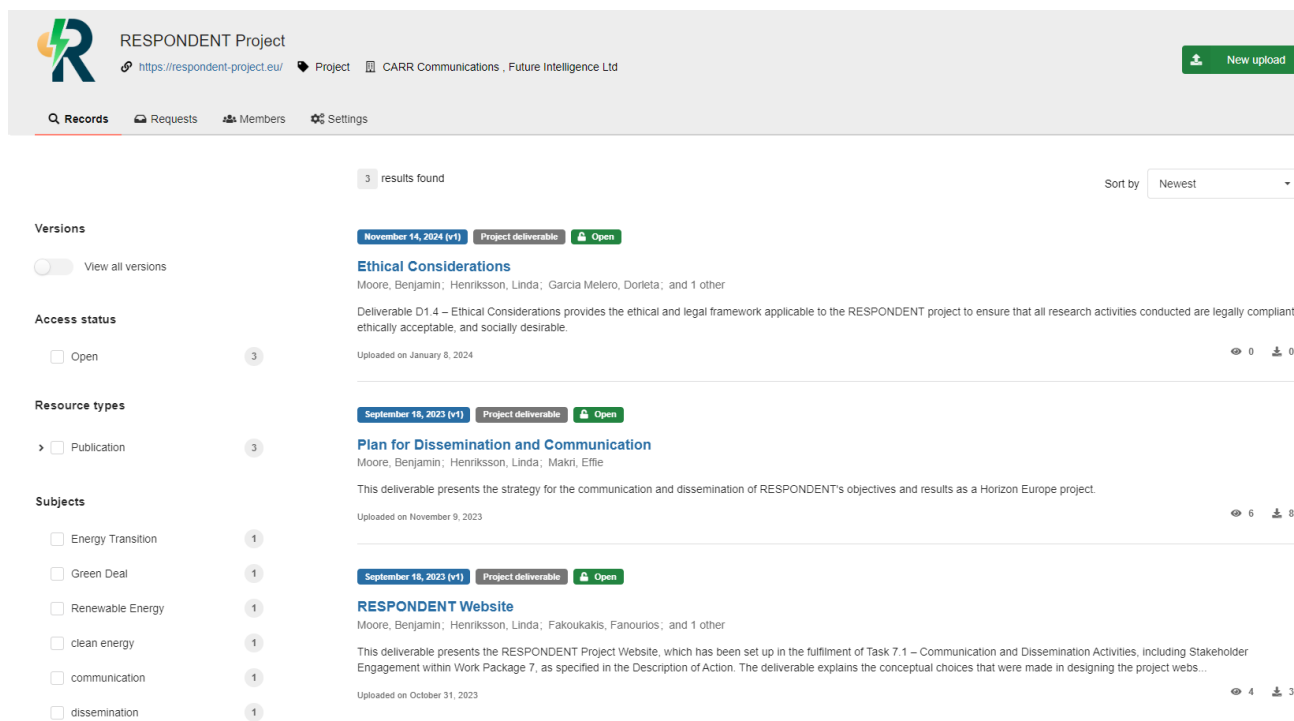 RESPONDENT Project
https://respondent-project.eu/ Project CARR Communications , Future Intelligence Ltd
New upload
Records Requests Members Settings
3 results found
Sort by Newest
Versions
View all versions
Access status
Open 3
Resource types
Publication 3
Subjects
Energy Transition 1
Green Deal 1
Renewable Energy 1
clean energy 1
communication 1
dissemination 1
November 14, 2024 (v1) Project deliverable Open
Ethical Considerations
Moore, Benjamin; Henriksson, Linda; Garcia Melero, Dorleta; and 1 other
Deliverable D1.4 – Ethical Considerations provides the ethical and legal framework applicable to the RESPONDENT project to ensure that all research activities conducted are legally compliant
ethically acceptable, and socially desirable.
Uploaded on January 8, 2024 0 0
September 18, 2023 (v1) Project deliverable Open
Plan for Dissemination and Communication
Moore, Benjamin; Henriksson, Linda; Makri, Effie
This deliverable presents the strategy for the communication and dissemination of RESPONDENT's objectives and results as a Horizon Europe project.
Uploaded on November 9, 2023 6 8
September 18, 2023 (v1) Project deliverable Open
RESPONDENT Website
Moore, Benjamin; Henriksson, Linda; Fakoukakis, Fanourios; and 1 other
This deliverable presents the RESPONDENT Project Website, which has been set up in the fulfilment of Task 7.1 – Communication and Dissemination Activities, including Stakeholder
Engagement within Work Package 7, as specified in the Description of Action. The deliverable explains the conceptual choices that were made in designing the project webs...
Uploaded on October 31, 2023 4 3